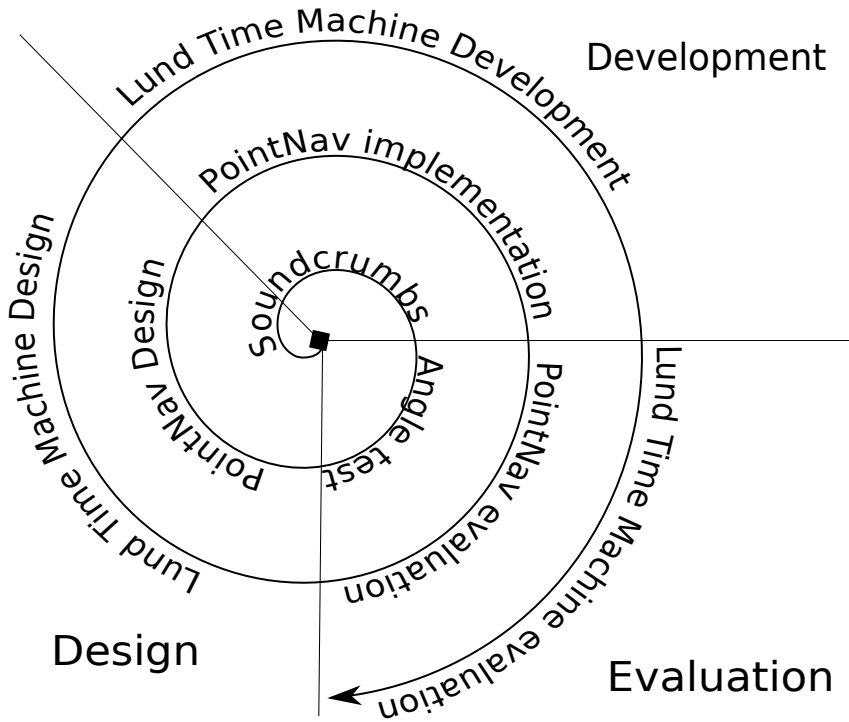 Lund Time Machine Development
Development
PointNav implementation
Soundcrumbs
Lund Time Machine Design
PointNav Design
Angle test
PointNav evaluation
Lund Time Machine evaluation
Design
Evaluation